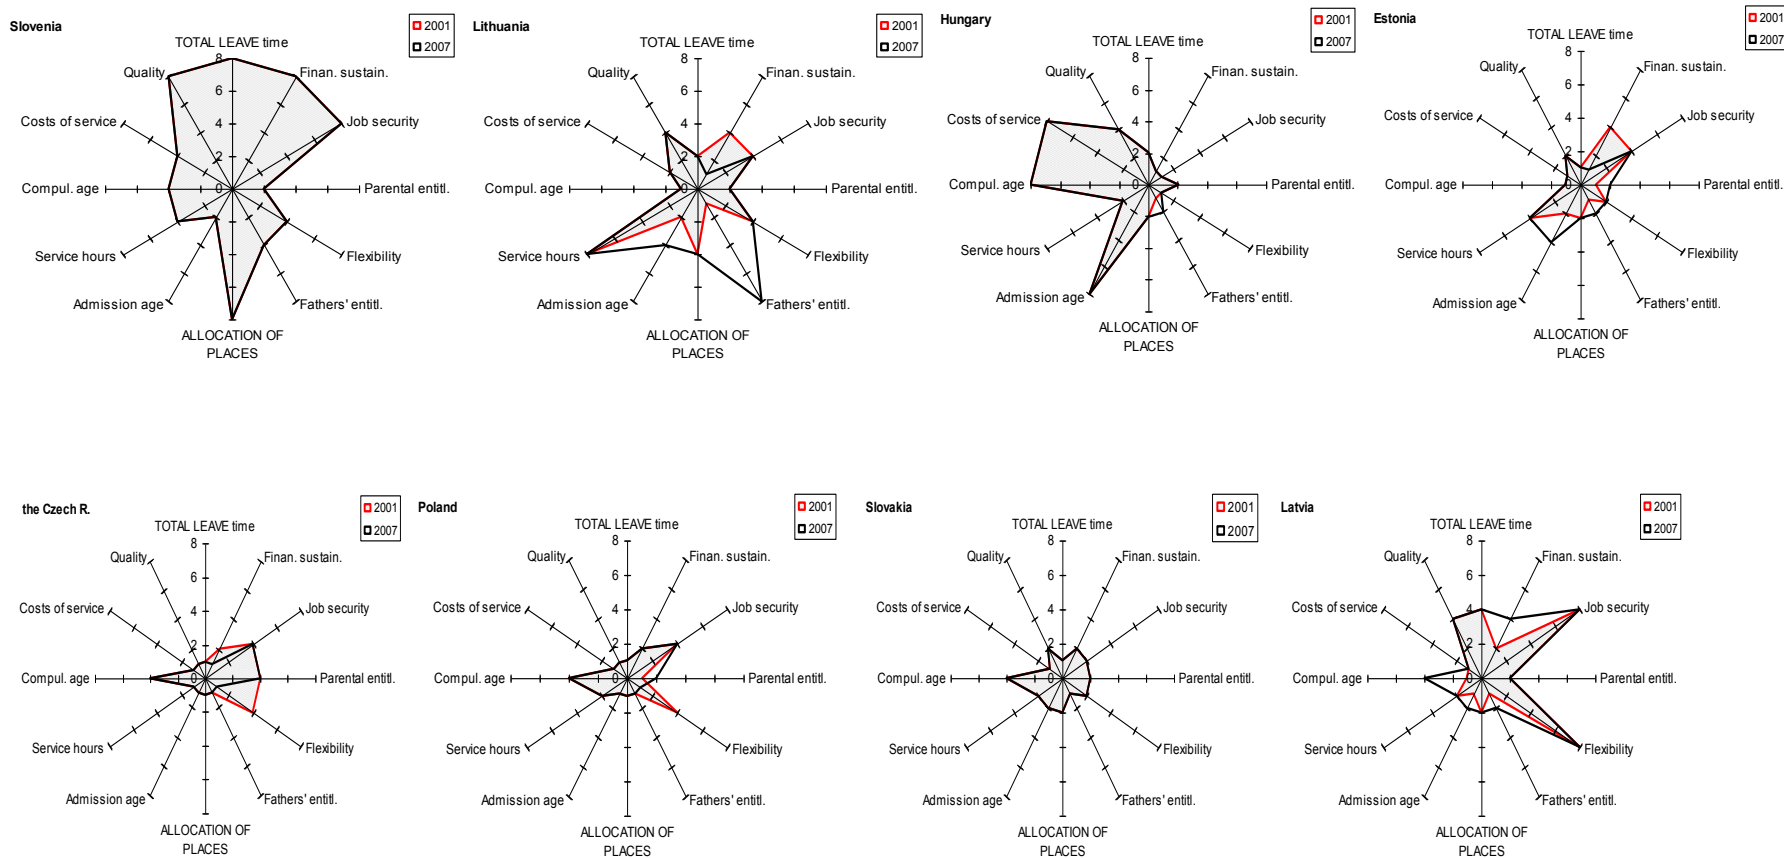 Slovenia
2001
2007
TOTAL LEAVE time
Quality
Finan. sustain.
Costs of service
Job security
Compul. age
Parental entitl.
Service hours
Flexibility
Admission age
Fathers' entitl.
ALLOCATION OF
PLACES
8
6
4
2
0
Lithuania
2001
2007
TOTAL LEAVE time
Quality
Finan. sustain.
Costs of service
Job security
Compul. age
Parental entitl.
Service hours
Flexibility
Admission age
Fathers' entitl.
ALLOCATION OF
PLACES
8
6
4
2
0
Hungary
2001
2007
TOTAL LEAVE time
Quality
Finan. sustain.
Costs of service
Job security
Compul. age
Parental entitl.
Service hours
Flexibility
Admission age
Fathers' entitl.
ALLOCATION OF
PLACES
8
6
4
2
0
Estonia
2001
2007
TOTAL LEAVE time
Quality
Finan. sustain.
Costs of service
Job security
Compul. age
Parental entitl.
Service hours
Flexibility
Admission age
Fathers' entitl.
ALLOCATION OF
PLACES
8
6
4
2
0
the Czech R.
2001
2007
TOTAL LEAVE time
Quality
Finan. sustain.
Costs of service
Job security
Compul. age
Parental entitl.
Service hours
Flexibility
Admission age
Fathers' entitl.
ALLOCATION OF
PLACES
8
6
4
2
0
Poland
2001
2007
TOTAL LEAVE time
Quality
Finan. sustain.
Costs of service
Job security
Compul. age
Parental entitl.
Service hours
Flexibility
Admission age
Fathers' entitl.
ALLOCATION OF
PLACES
8
6
4
2
0
Slovakia
2001
2007
TOTAL LEAVE time
Quality
Finan. sustain.
Costs of service
Job security
Compul. age
Parental entitl.
Service hours
Flexibility
Admission age
Fathers' entitl.
ALLOCATION OF
PLACES
8
6
4
2
0
Latvia
2001
2007
TOTAL LEAVE time
Quality
Finan. sustain.
Costs of service
Job security
Compul. age
Parental entitl.
Service hours
Flexibility
Admission age
Fathers' entitl.
ALLOCATION OF
PLACES
8
6
4
2
0